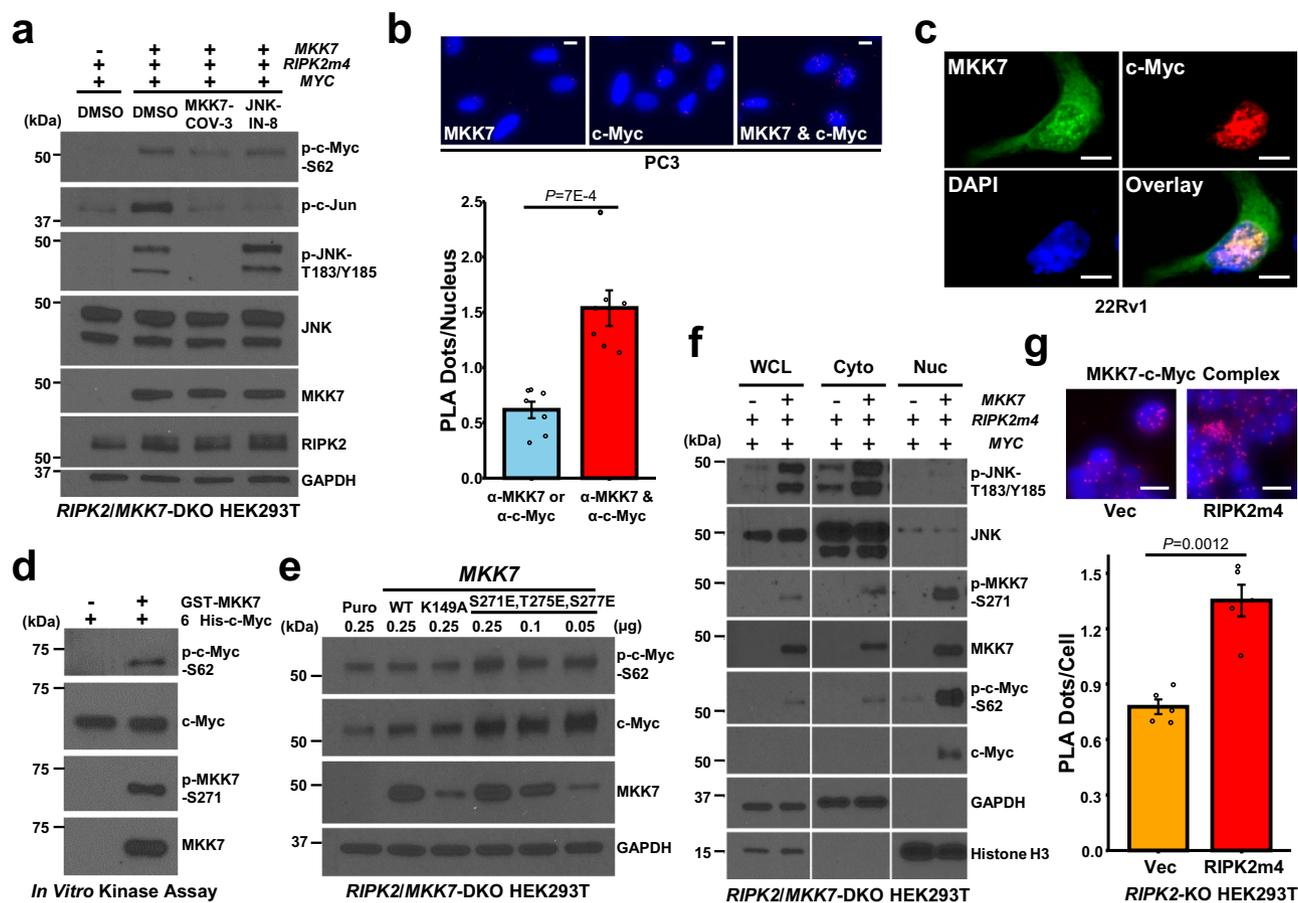 a
- + + + MKK7
+ + + + RIPK2m4
+ + + + MYC
DMSO DMSO MKK7-COV-3 JNK-IN-8
(kDa)
50 p-c-Myc
-S62
37 p-c-Jun
50 p-JNK-
T183/Y185
50 JNK
50 MKK7
50 RIPK2
37 GAPDH
RIPK2/MKK7-DKO HEK293T
b
MKK7 c-Myc MKK7 & c-Myc
PC3
P=7E-4
PLA Dots/Nucleus
2.5
2.0
1.5
1.0
0.5
0.0
α-MKK7 or α-MKK7 &
α-c-Myc α-c-Myc
c
MKK7 c-Myc
DAPI Overlay
22Rv1
d
- + GST-MKK7
(kDa) + + 6 His-c-Myc
75 p-c-Myc
-S62
75 c-Myc
75 p-MKK7
-S271
75 MKK7
In Vitro Kinase Assay
e
MKK7
Puro WT K149A S271E,T275E,S277E
(kDa) 0.25 0.25 0.25 0.25 0.1 0.05 (μg)
50 p-c-Myc
-S62
50 c-Myc
50 MKK7
37 GAPDH
RIPK2/MKK7-DKO HEK293T
f
WCL Cyto Nuc
- + - + - + MKK7
+ + + + + + RIPK2m4
(kDa) + + + + + + MYC
50 p-JNK-
T183/Y185
50 JNK
50 p-MKK7
-S271
50 MKK7
50 p-c-Myc
-S62
50 c-Myc
37 GAPDH
15 Histone H3
RIPK2/MKK7-DKO HEK293T
g
MKK7-c-Myc Complex
Vec RIPK2m4
P=0.0012
PLA Dots/Cell
1.5
1.2
0.9
0.6
0.3
0.0
Vec RIPK2m4
RIPK2-KO HEK293T